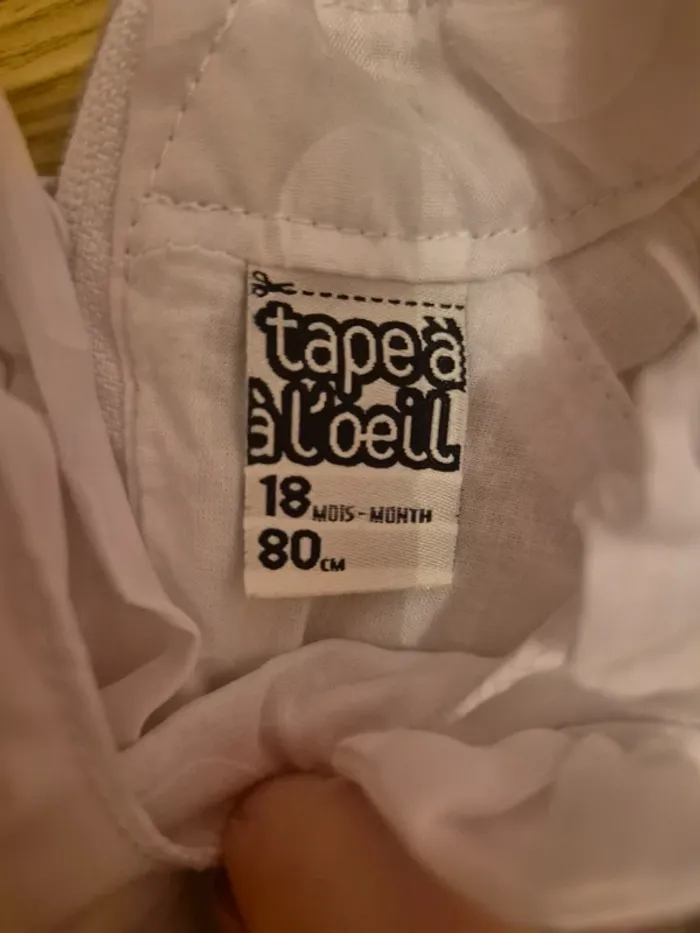 tape à
à l'oeil
18 MOIS - MONTH
80 CM